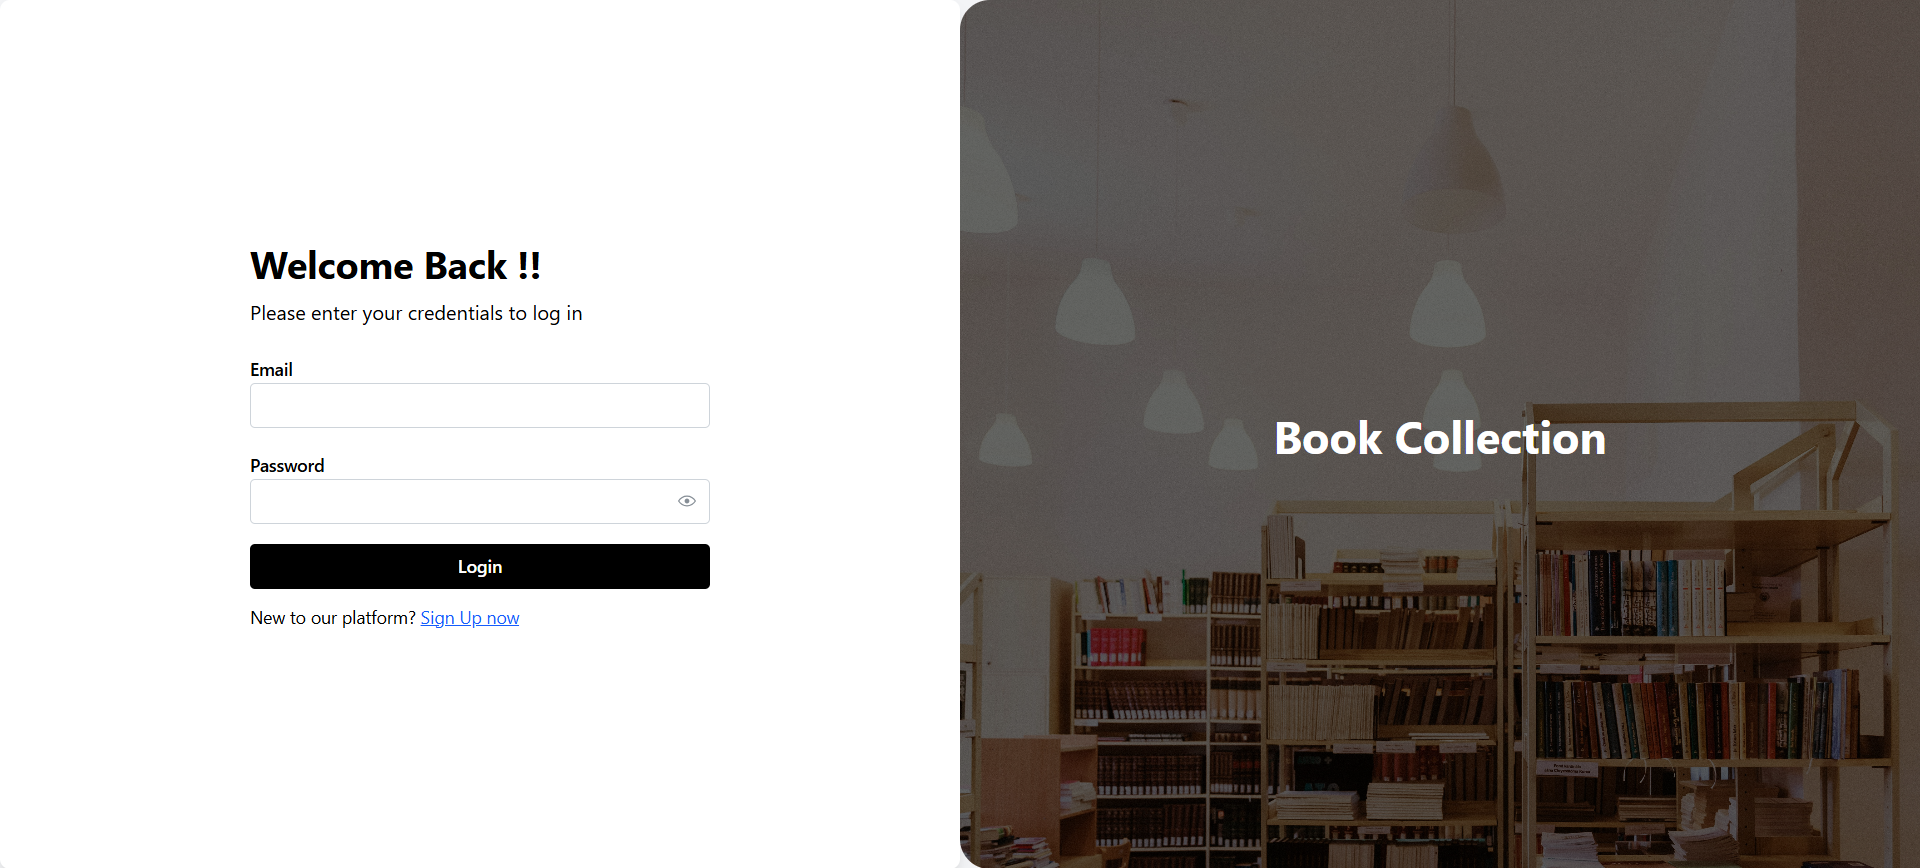 Welcome Back !!
Please enter your credentials to log in
Email
Password
Login
New to our platform? Sign Up now
Book Collection